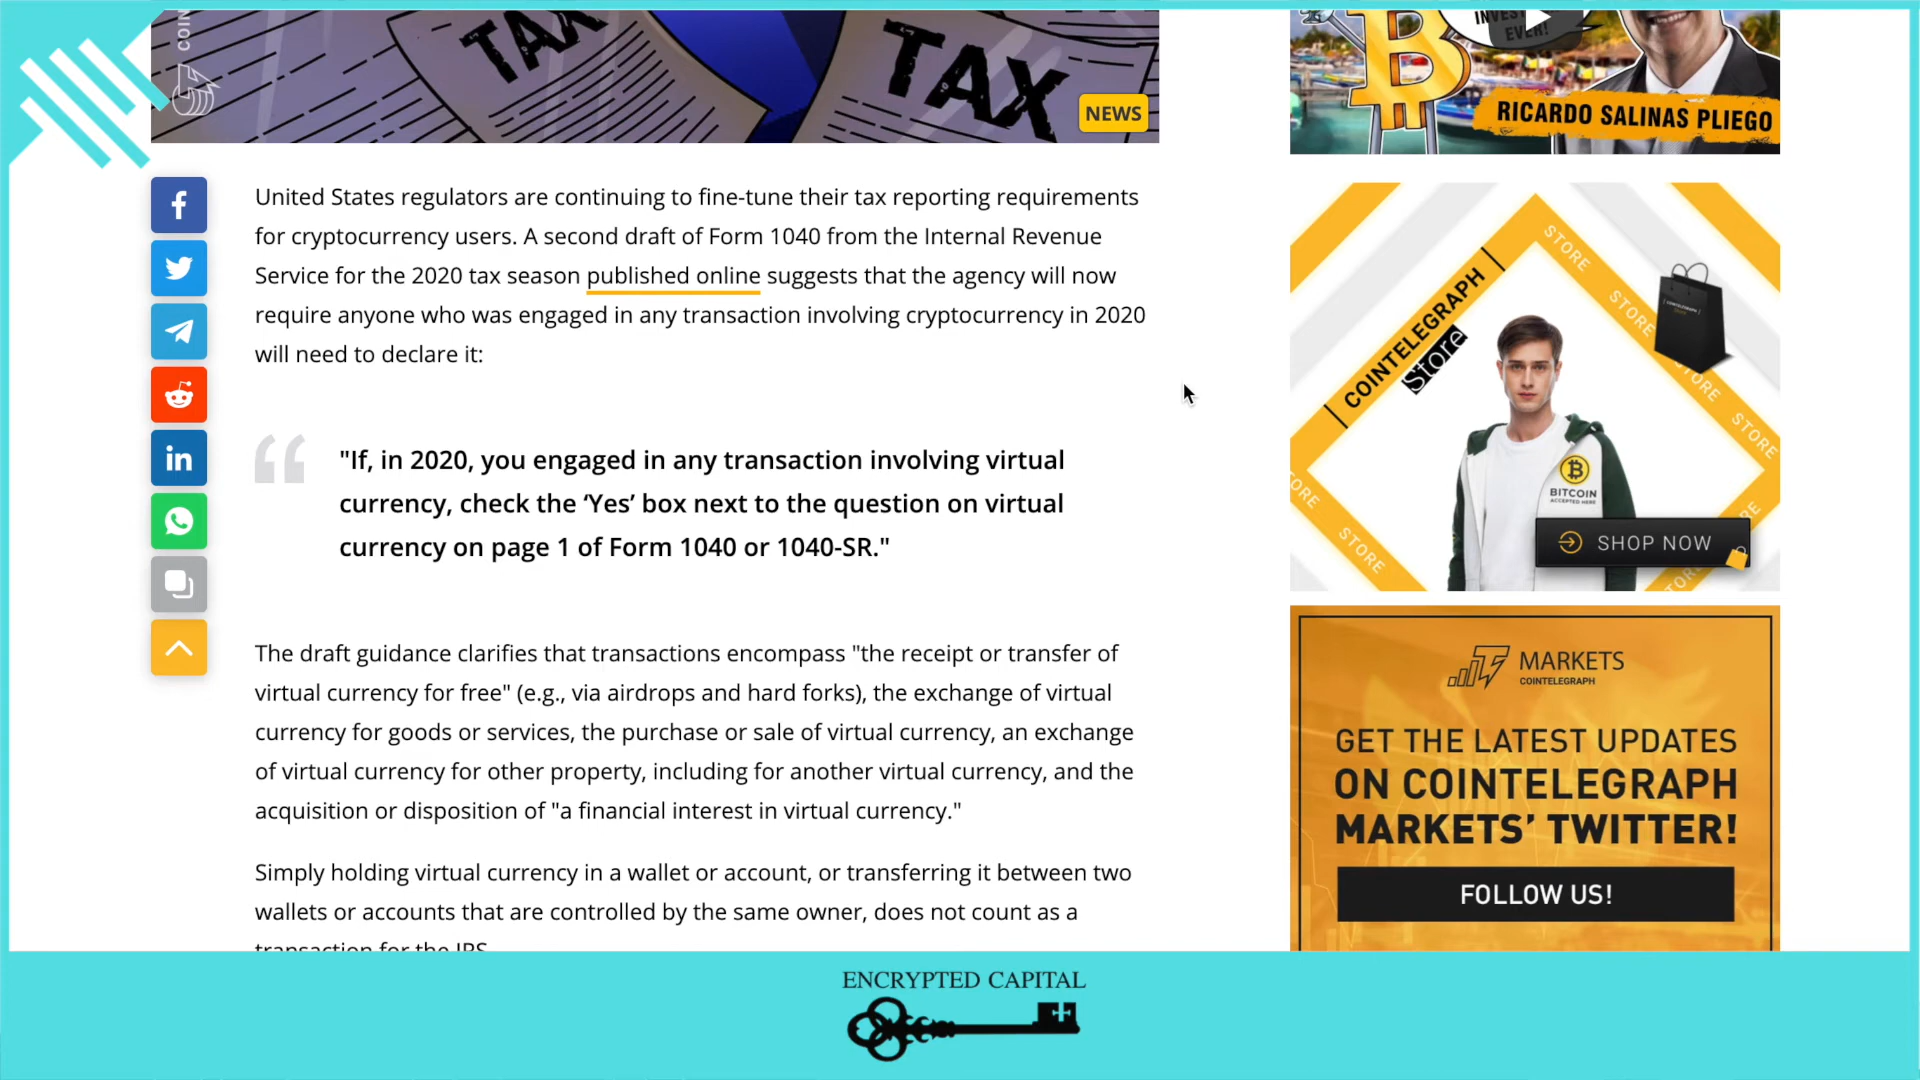 COIN
TAX
TAX
NEWS
United States regulators are continuing to fine-tune their tax reporting requirements
for cryptocurrency users. A second draft of Form 1040 from the Internal Revenue
Service for the 2020 tax season published online suggests that the agency will now
require anyone who was engaged in any transaction involving cryptocurrency in 2020
will need to declare it:
"If, in 2020, you engaged in any transaction involving virtual
currency, check the ‘Yes’ box next to the question on virtual
currency on page 1 of Form 1040 or 1040-SR."
The draft guidance clarifies that transactions encompass "the receipt or transfer of
virtual currency for free" (e.g., via airdrops and hard forks), the exchange of virtual
currency for goods or services, the purchase or sale of virtual currency, an exchange
of virtual currency for other property, including for another virtual currency, and the
acquisition or disposition of "a financial interest in virtual currency."
Simply holding virtual currency in a wallet or account, or transferring it between two
wallets or accounts that are controlled by the same owner, does not count as a
transaction for the IRS.
EVER!
RICARDO SALINAS PLIEGO
COINTELEGRAPH
Store
STORE
STORE
STORE
STORE
STORE
BITCOIN
ACCEPTED HERE
SHOP NOW
MARKETS
COINTELEGRAPH
GET THE LATEST UPDATES
ON COINTELEGRAPH
MARKETS’ TWITTER!
FOLLOW US!
ENCRYPTED CAPITAL